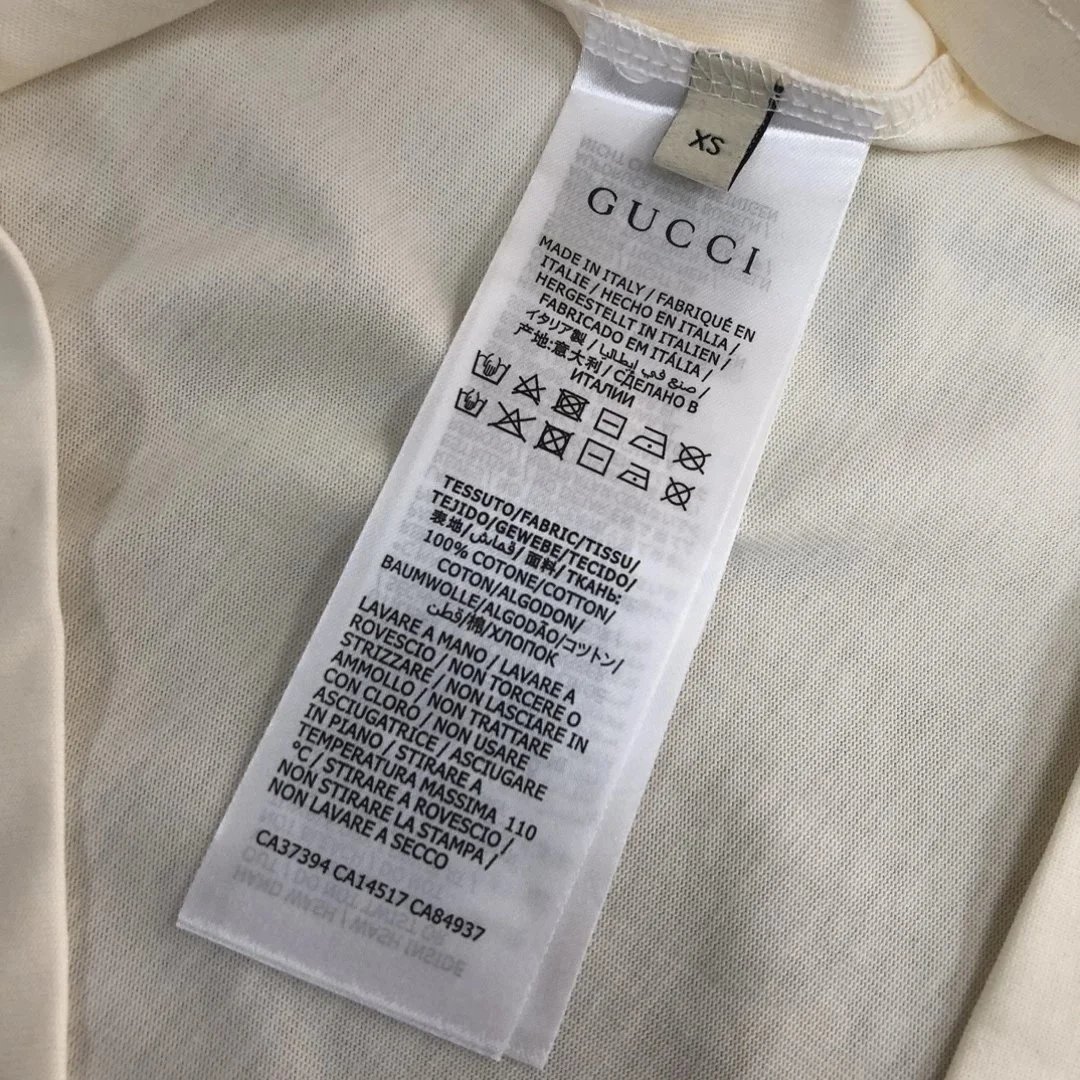 XS
GUCCI
MADE IN ITALY / FABRIQUÉ EN
ITALIE / HECHO EN ITALIA /
HERGESTELLT IN ITALIEN /
FABRICADO EM ITÁLIA /
イタリア製 / صنع في إيطاليا /
产地:意大利 / СДЕЛАНО В
ИТАЛИИ
TESSUTO/FABRIC/TISSU/
TEJIDO/GEWEBE/TECIDO/
表地/قماش/面料/ТКАНЬ:
100% COTONE/COTTON/
COTON/ALGODON/
BAUMWOLLE/ALGODÃO/コットン/
قطن/棉/ХЛОПОК
LAVARE A MANO / LAVARE A
ROVESCIO / NON TORCERE O
STRIZZARE / NON LASCIARE IN
AMMOLLO / NON TRATTARE
CON CLORO / NON USARE
ASCIUGATRICE / ASCIUGARE
IN PIANO / STIRARE A
TEMPERATURA MASSIMA 110
°C / STIRARE A ROVESCIO /
NON STIRARE LA STAMPA /
NON LAVARE A SECCO
CA37394 CA14517 CA84937